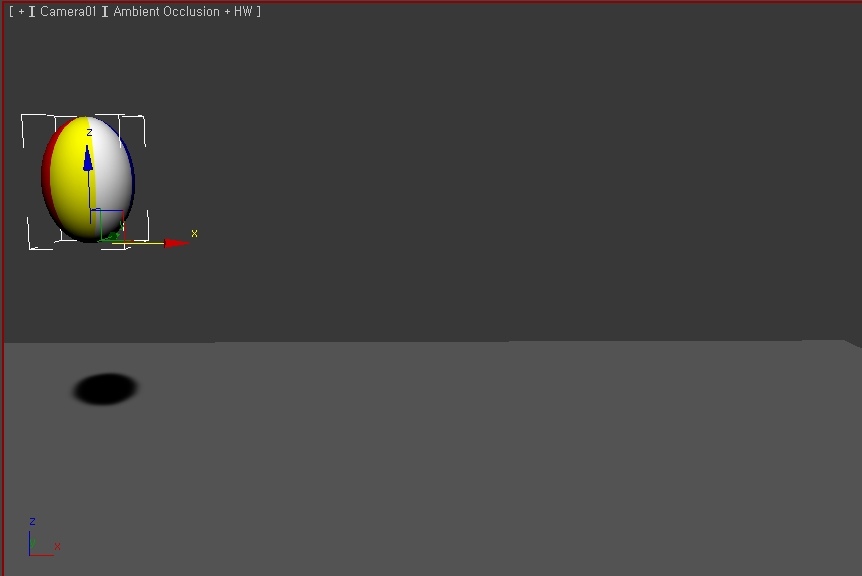 [ + ][ Camera01 ][ Ambient Occlusion + HW ]
z
x
z
x